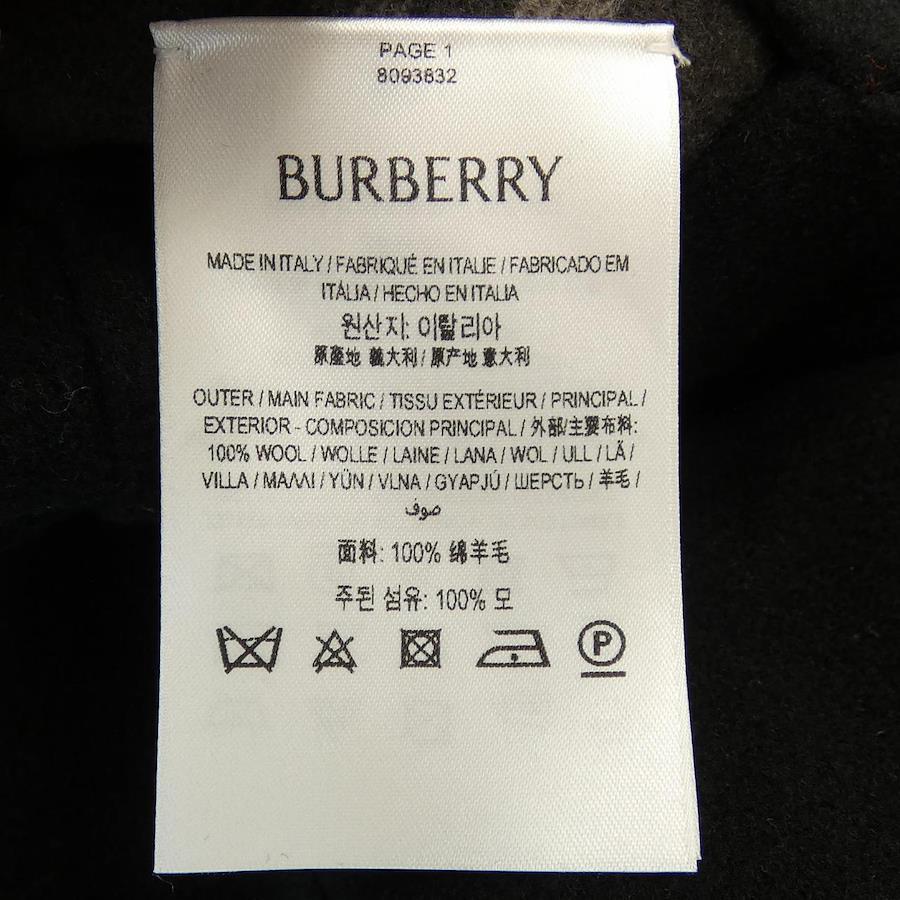 PAGE 1
8093832
BURBERRY
MADE IN ITALY / FABRIQUÉ EN ITALIE / FABRICADO EM
ITÁLIA / HECHO EN ITALIA
원산지: 이탈리아
原產地 義大利 / 原产地 意大利
OUTER / MAIN FABRIC / TISSU EXTÉRIEUR / PRINCIPAL /
EXTERIOR - COMPOSICION PRINCIPAL / 外部/主要布料:
100% WOOL / WOLLE / LAINE / LANA / WOL / ULL / LÃ /
VILLA / ΜΑΛΛΙ / YÜN / VLNA / GYAPJÚ / ШЕРСТЬ / 羊毛 /
صوف
面料: 100% 绵羊毛
주된 섬유: 100% 모
P